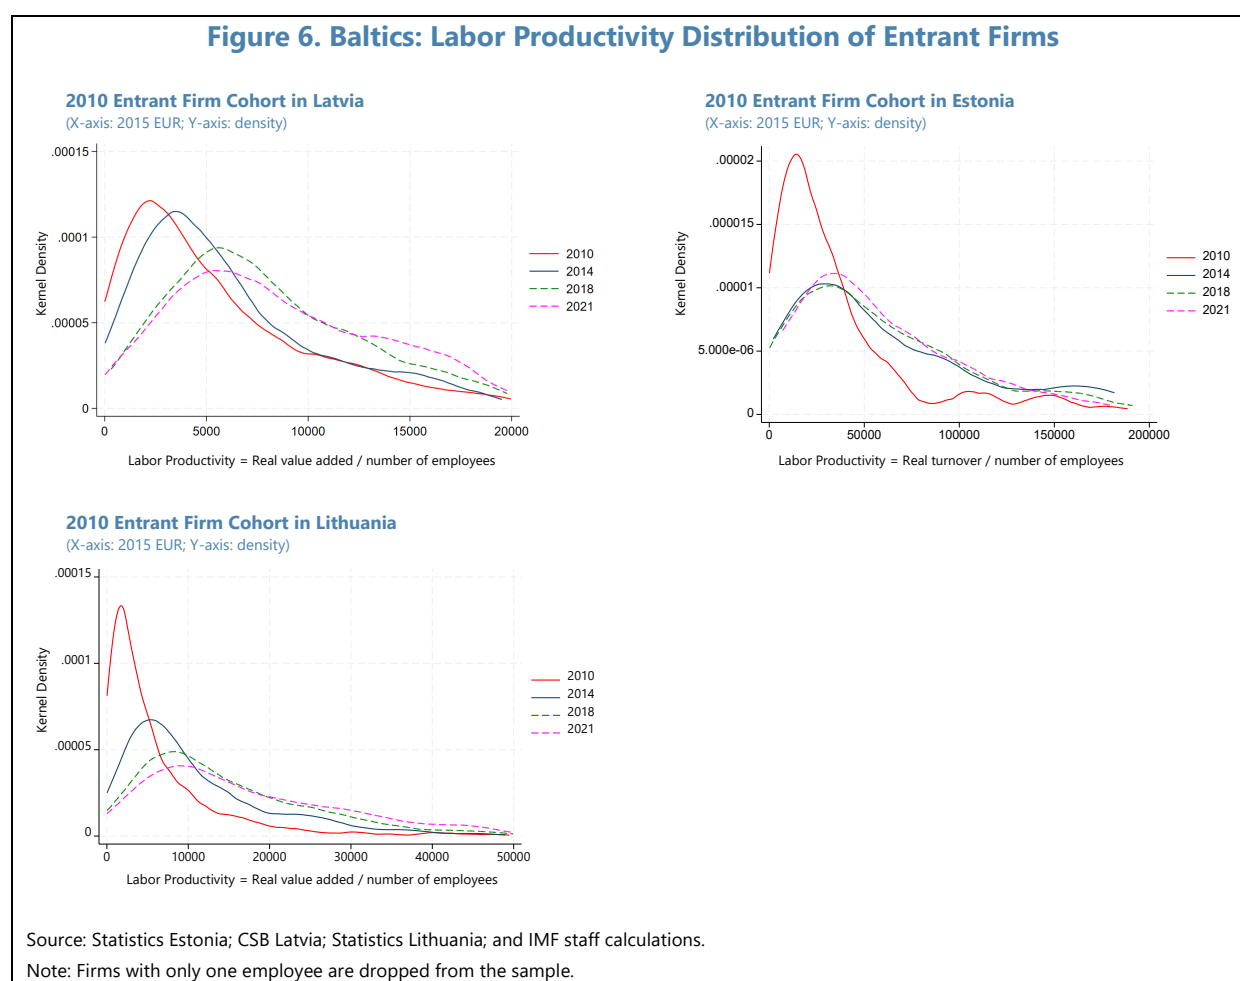 Figure 6. Baltics: Labor Productivity Distribution of Entrant Firms
2010 Entrant Firm Cohort in Latvia
(X-axis: 2015 EUR; Y-axis: density)
.00015
.0001
.00005
0
Kernel Density
0 5000 10000 15000 20000
Labor Productivity = Real value added / number of employees
2010
2014
2018
2021
2010 Entrant Firm Cohort in Estonia
(X-axis: 2015 EUR; Y-axis: density)
.00002
.000015
.00001
5.000e-06
0
Kernel Density
0 50000 100000 150000 200000
Labor Productivity = Real turnover / number of employees
2010
2014
2018
2021
2010 Entrant Firm Cohort in Lithuania
(X-axis: 2015 EUR; Y-axis: density)
.00015
.0001
.00005
0
Kernel Density
0 10000 20000 30000 40000 50000
Labor Productivity = Real value added / number of employees
2010
2014
2018
2021
Source: Statistics Estonia; CSB Latvia; Statistics Lithuania; and IMF staff calculations.
Note: Firms with only one employee are dropped from the sample.